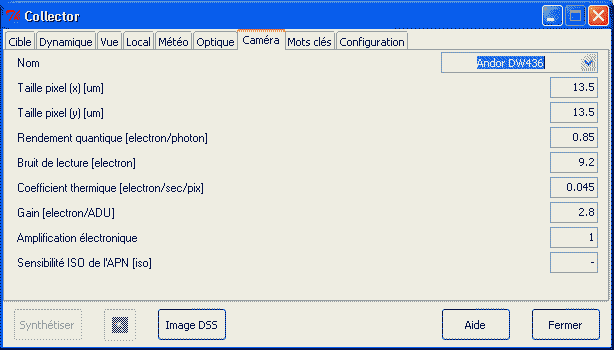 Collector
Cible Dynamique Vue Local Météo Optique Caméra Mots clés Configuration
Nom Andor DW436
Taille pixel (x) [um] 13.5
Taille pixel (y) [um] 13.5
Rendement quantique [electron/photon] 0.85
Bruit de lecture [electron] 9.2
Coefficient thermique [electron/sec/pix] 0.045
Gain [electron/ADU] 2.8
Amplification électronique 1
Sensibilité ISO de l'APN [iso] -
Synthétiser Image DSS Aide Fermer